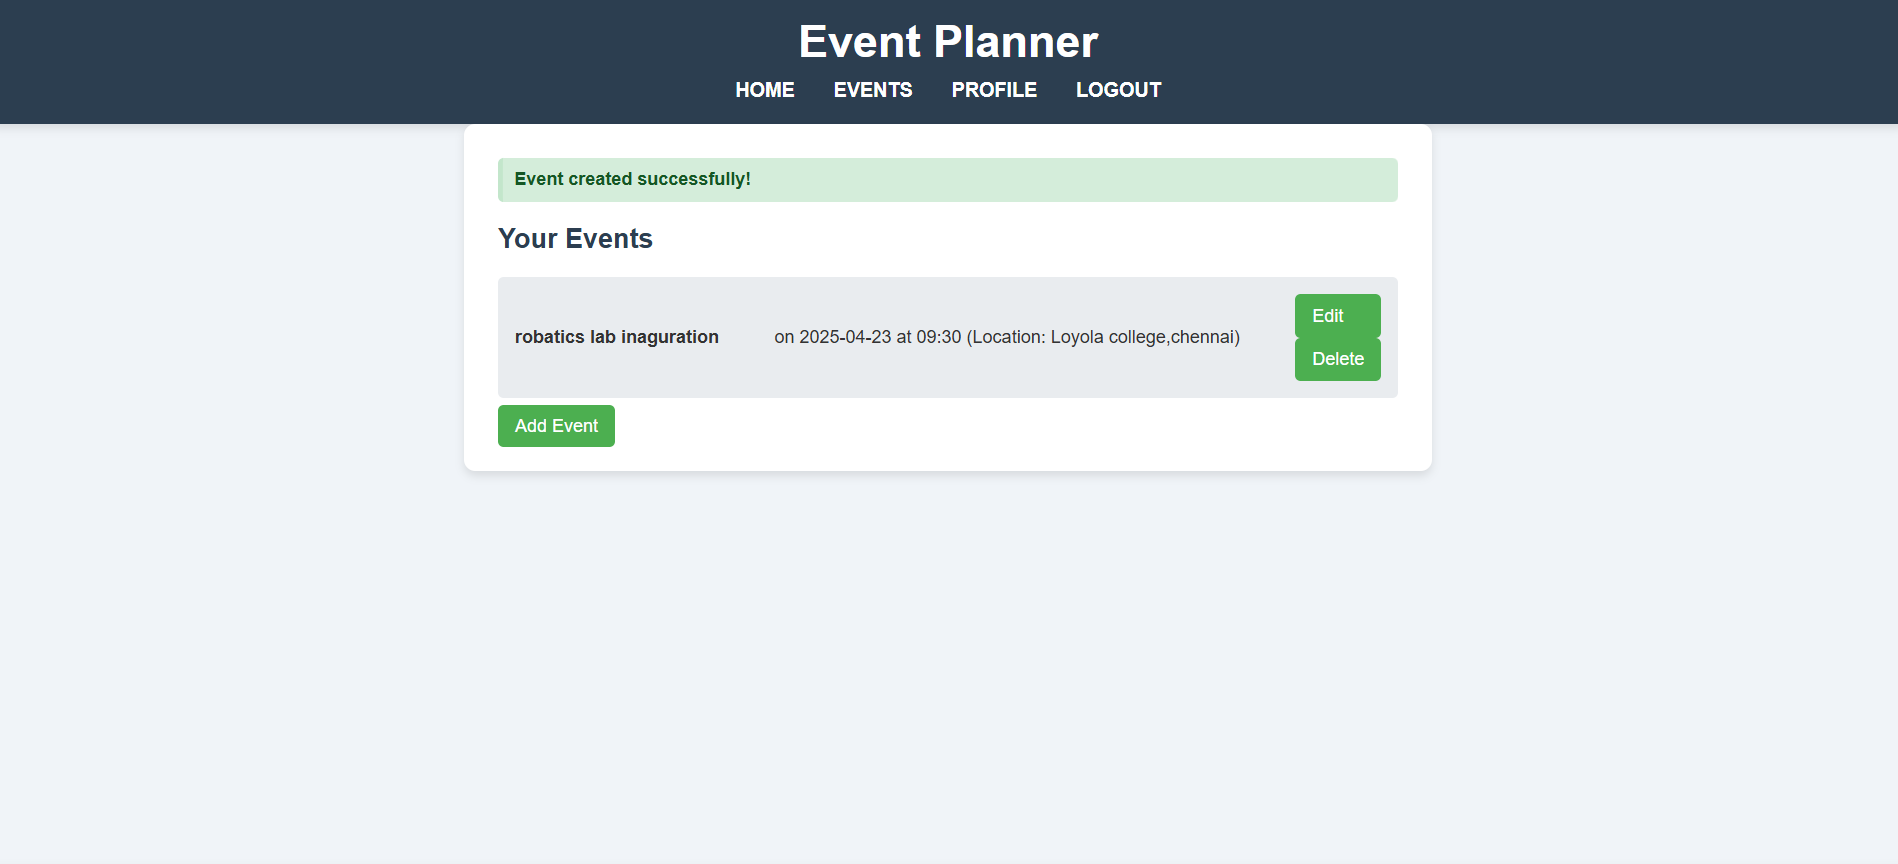 Event Planner
HOME EVENTS PROFILE LOGOUT
Event created successfully!
Your Events
robatics lab inaguration on 2025-04-23 at 09:30 (Location: Loyola college,chennai)
Edit
Delete
Add Event